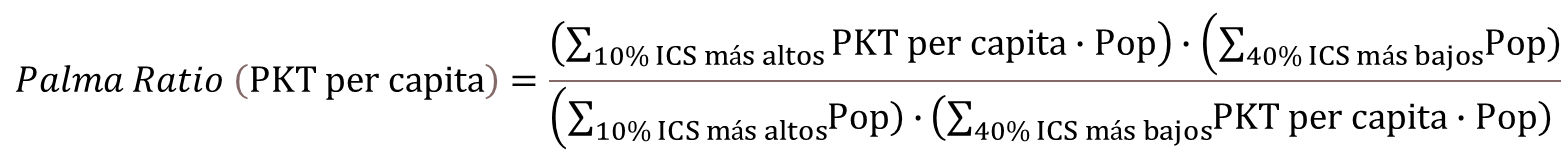 Palma Ratio (PKT per capita) = (∑10% ICS más altos PKT per capita · Pop) · (∑40% ICS más bajos Pop)
(∑10% ICS más altos Pop) · (∑40% ICS más bajos PKT per capita · Pop)